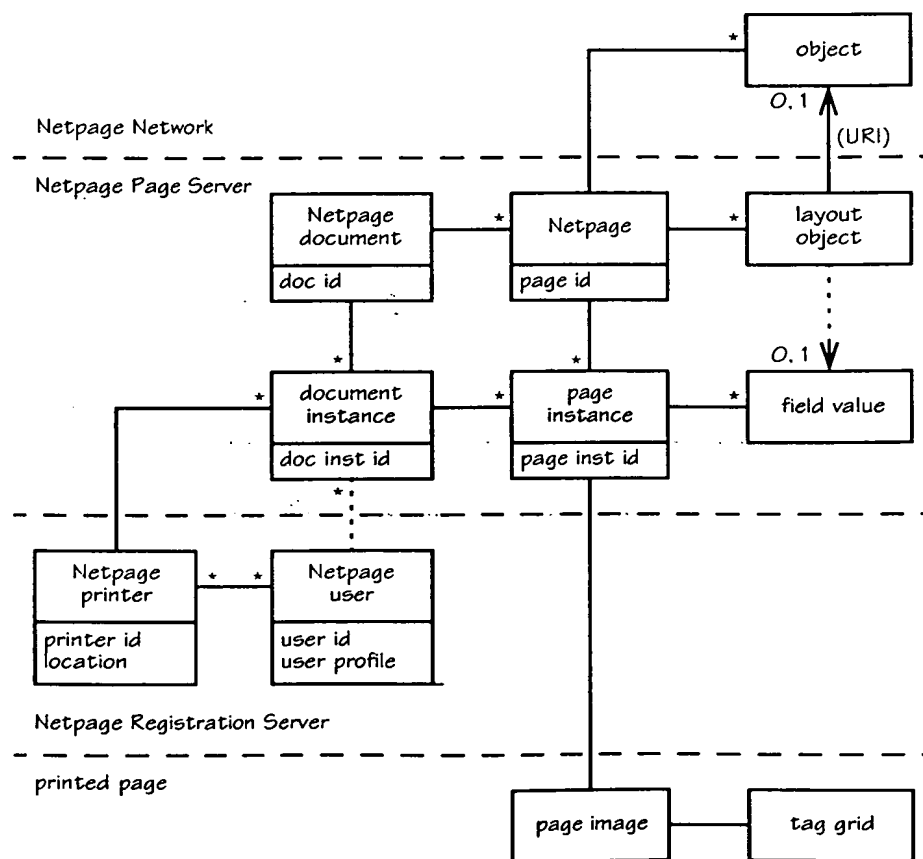 *
object
0, 1
(URI)
Netpage Network
Netpage Page Server
Netpage
document
doc id
*
Netpage
page id
*
layout
object
*
*
0, 1
*
document
instance
doc inst id
*
page
instance
page inst id
*
field value
*
Netpage
printer
printer id
location
*
*
Netpage
user
user id
user profile
Netpage Registration Server
printed page
page image
tag grid